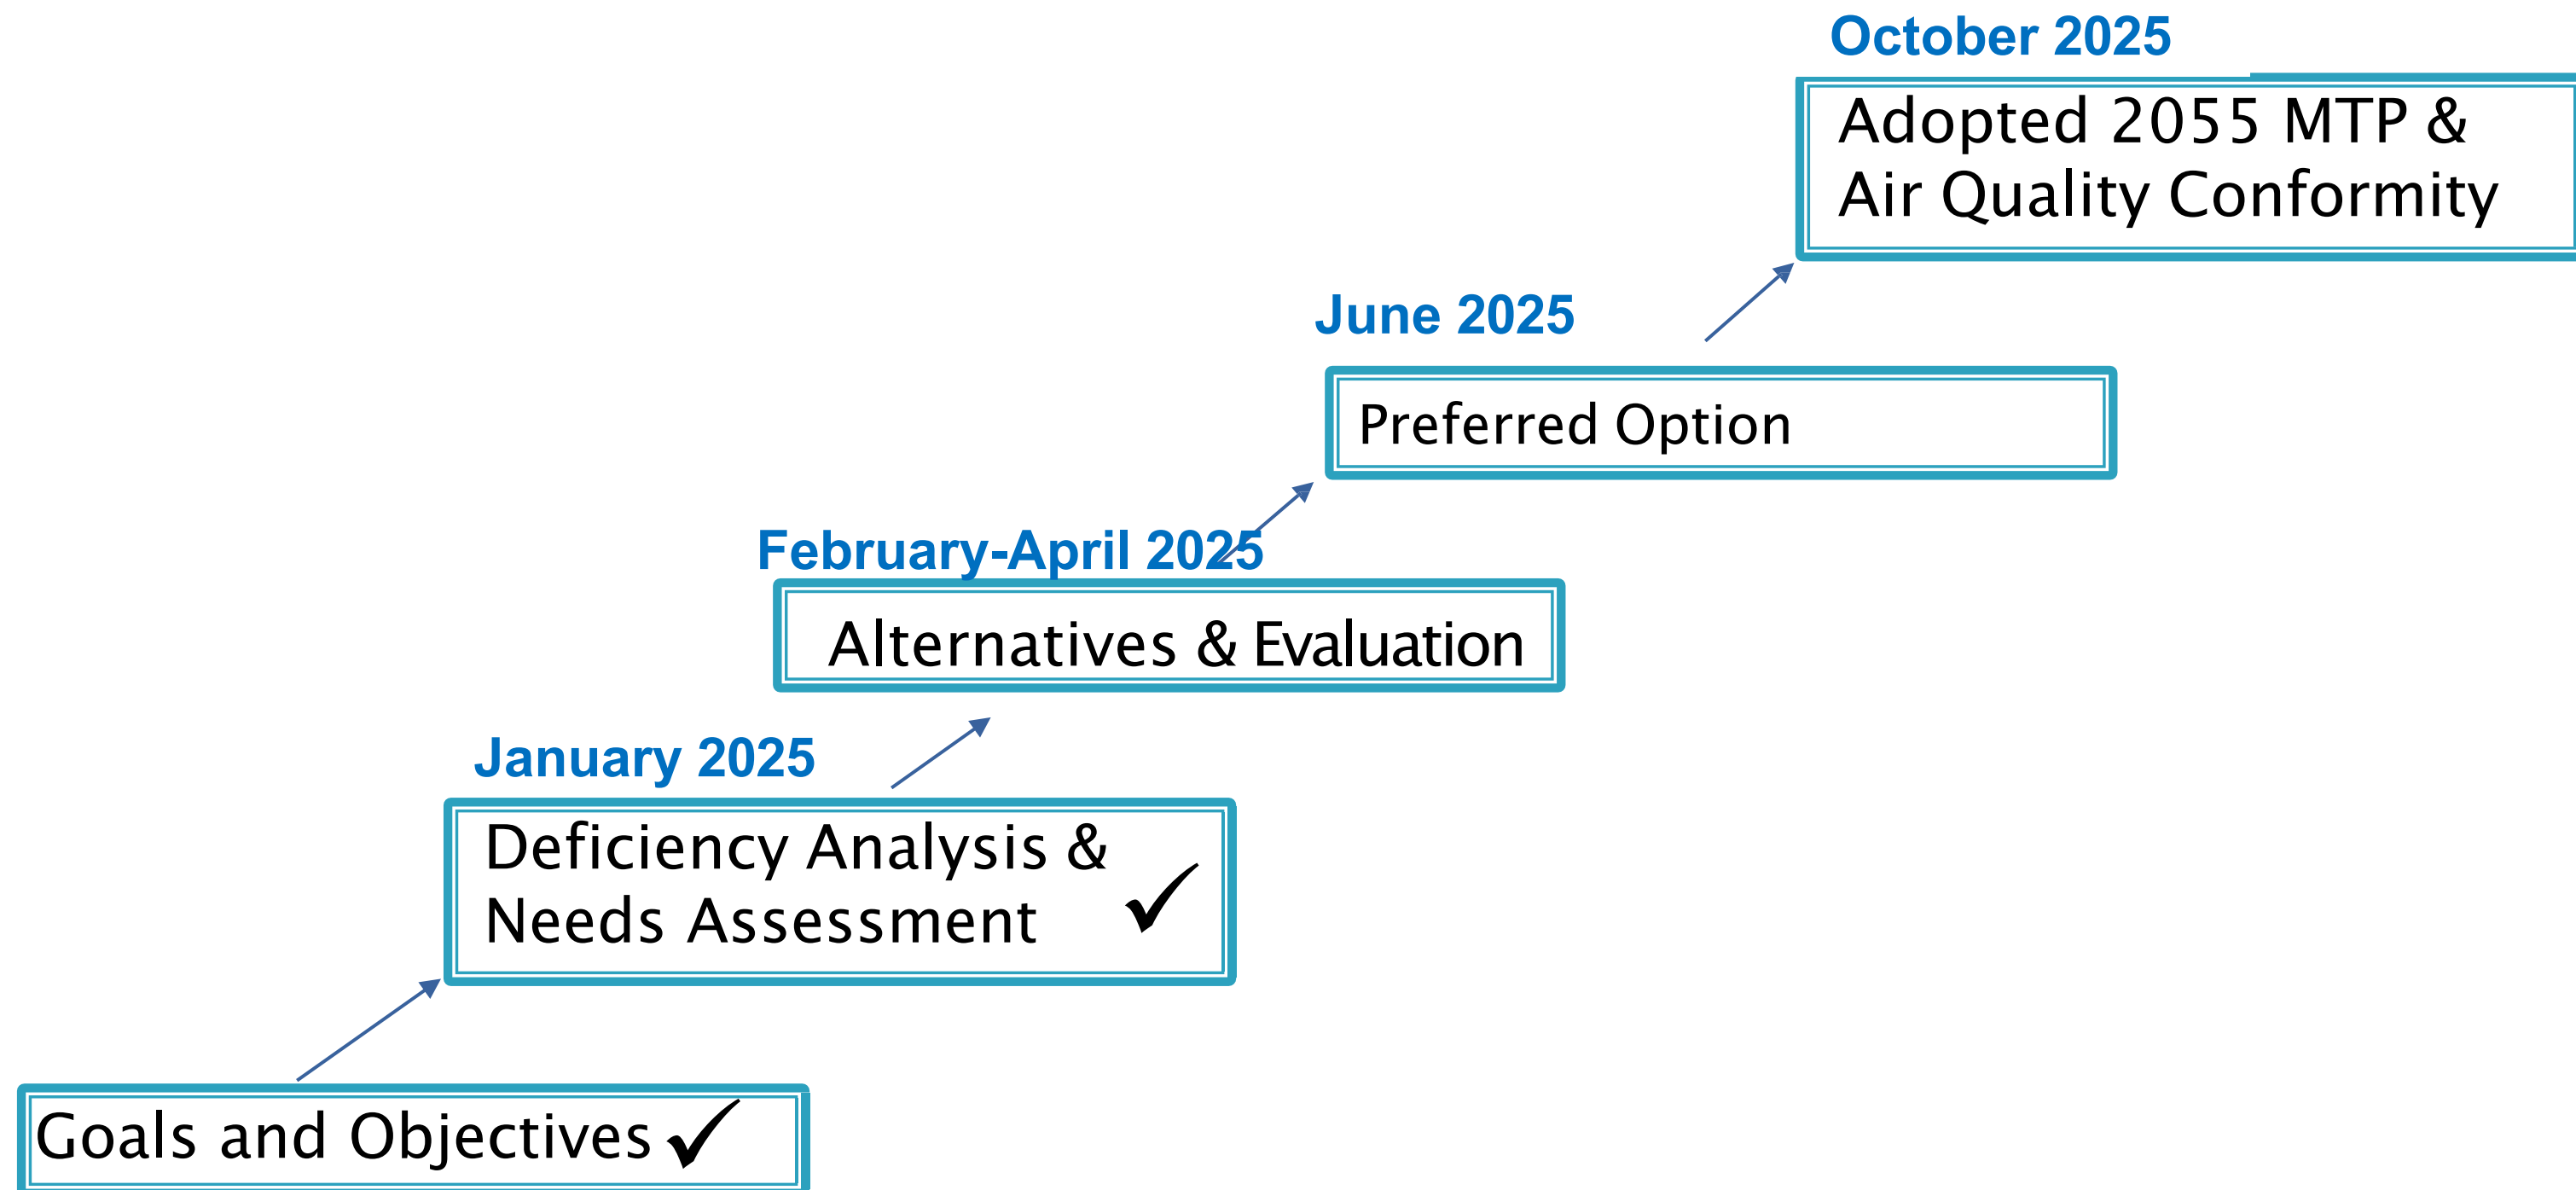 October 2025
Adopted 2055 MTP &
Air Quality Conformity
June 2025
Preferred Option
February-April 2025
Alternatives & Evaluation
January 2025
Deficiency Analysis &
Needs Assessment ✓
Goals and Objectives ✓